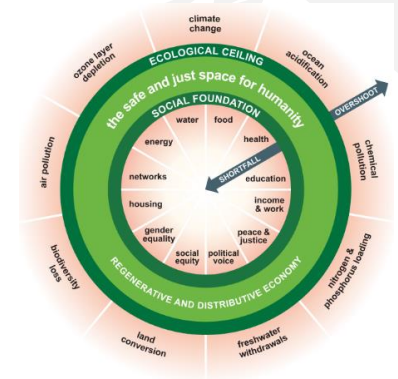 climate
change
ocean
acidification
chemical
pollution
nitrogen &
phosphorus loading
freshwater
withdrawals
land
conversion
biodiversity
loss
air pollution
ozone layer
depletion
OVERSHOOT
ECOLOGICAL CEILING
the safe and just space for humanity
SOCIAL FOUNDATION
water
food
health
SHORTFALL
education
income
& work
peace &
justice
political
voice
social
equity
gender
equality
housing
networks
energy
REGENERATIVE AND DISTRIBUTIVE ECONOMY